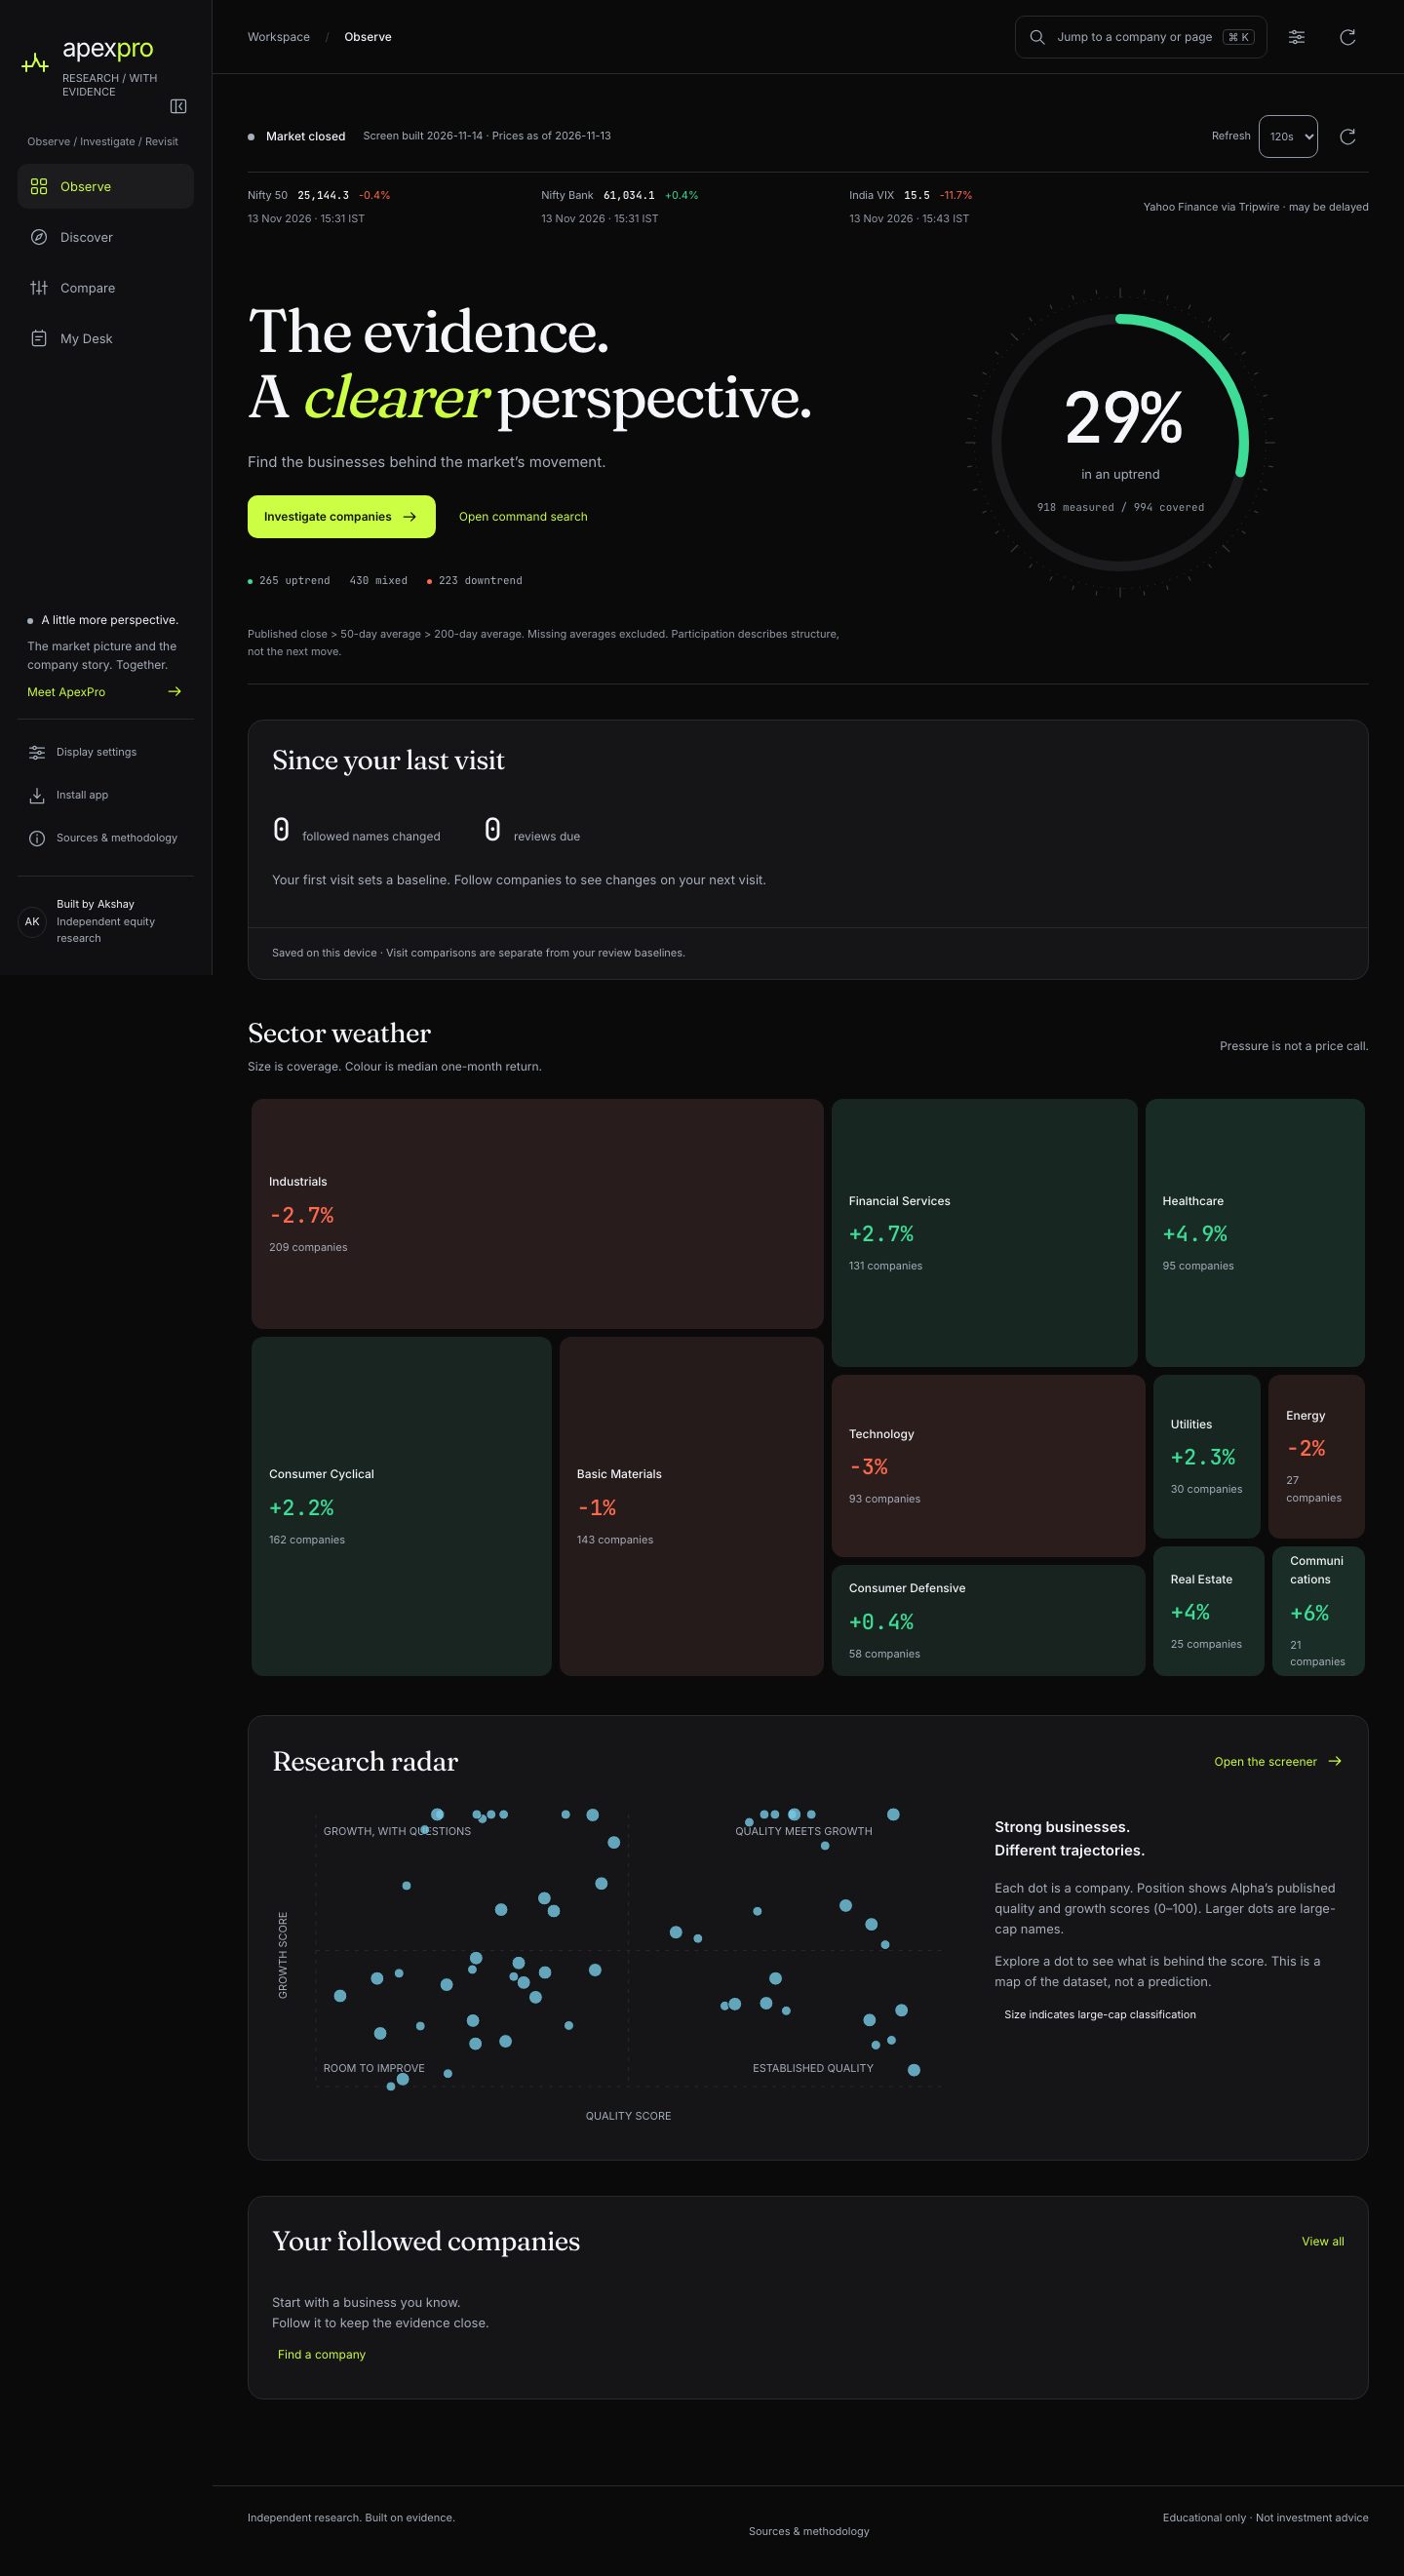 apexpro
RESEARCH / WITH
EVIDENCE
Observe / Investigate / Revisit
Observe
Discover
Compare
My Desk
A little more perspective.
The market picture and the
company story. Together.
Meet ApexPro
Display settings
Install app
Sources & methodology
AK
Built by Akshay
Independent equity
research
Workspace / Observe
Jump to a company or page ⌘ K
Market closed Screen built 2026-11-14 · Prices as of 2026-11-13
Refresh 120s
Nifty 50 25,144.3 -0.4%
13 Nov 2026 · 15:31 IST
Nifty Bank 61,034.1 +0.4%
13 Nov 2026 · 15:31 IST
India VIX 15.5 -11.7%
13 Nov 2026 · 15:43 IST
Yahoo Finance via Tripwire · may be delayed
The evidence.
A clearer perspective.
Find the businesses behind the market’s movement.
Investigate companies
Open command search
265 uptrend 430 mixed 223 downtrend
Published close > 50-day average > 200-day average. Missing averages excluded. Participation describes structure,
not the next move.
29%
in an uptrend
918 measured / 994 covered
Since your last visit
0 followed names changed 0 reviews due
Your first visit sets a baseline. Follow companies to see changes on your next visit.
Saved on this device · Visit comparisons are separate from your review baselines.
Sector weather
Size is coverage. Colour is median one-month return.
Pressure is not a price call.
Industrials
-2.7%
209 companies
Financial Services
+2.7%
131 companies
Healthcare
+4.9%
95 companies
Consumer Cyclical
+2.2%
162 companies
Basic Materials
-1%
143 companies
Technology
-3%
93 companies
Utilities
+2.3%
30 companies
Energy
-2%
27
companies
Consumer Defensive
+0.4%
58 companies
Real Estate
+4%
25 companies
Communi
cations
+6%
21
companies
Research radar
Open the screener
GROWTH, WITH QUESTIONS
QUALITY MEETS GROWTH
GROWTH SCORE
ROOM TO IMPROVE
ESTABLISHED QUALITY
QUALITY SCORE
Strong businesses.
Different trajectories.
Each dot is a company. Position shows Alpha’s published
quality and growth scores (0–100). Larger dots are large-
cap names.
Explore a dot to see what is behind the score. This is a
map of the dataset, not a prediction.
Size indicates large-cap classification
Your followed companies
View all
Start with a business you know.
Follow it to keep the evidence close.
Find a company
Independent research. Built on evidence.
Sources & methodology
Educational only · Not investment advice